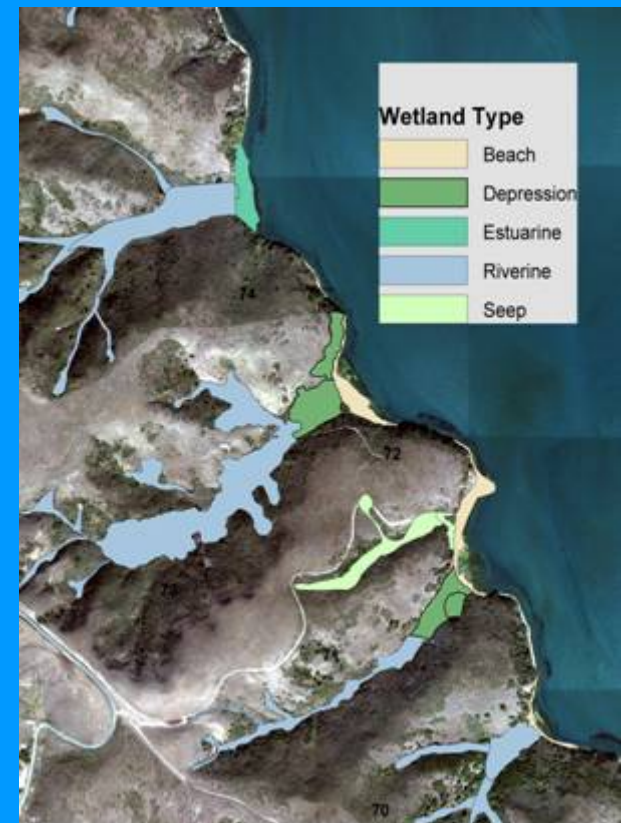 Wetland Type
Beach
Depression
Estuarine
Riverine
Seep
74
72
70